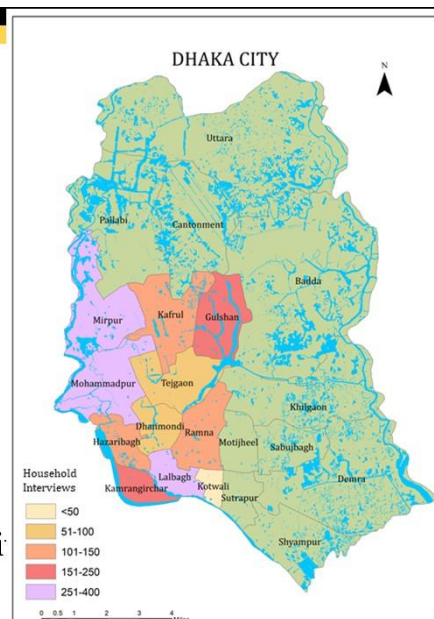 DHAKA CITY
N
Uttara
Pallabi
Cantonment
Badda
Mirpur
Kafrul
Gulshan
Mohammadpur
Tejgaon
Khilgaon
Dhanmondi
Ramna
Hazaribagh
Motijheel
Sabujbagh
Lalbagh
Kotwali
Demra
Kamrangirchar
Sutrapur
Shyampur
Household
Interviews
<50
51-100
101-150
151-250
251-400
0 0.5 1 2 3 4